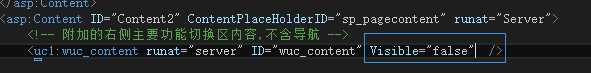 </asp:Content>
<asp:Content ID="Content2" ContentPlaceHolderID="sp_pagecontent" runat="Server">
<!-- 附加的右侧主要功能切换区内容,不含导航 -->
<uc1:wuc_content runat="server" ID="wuc_content" Visible="false" />